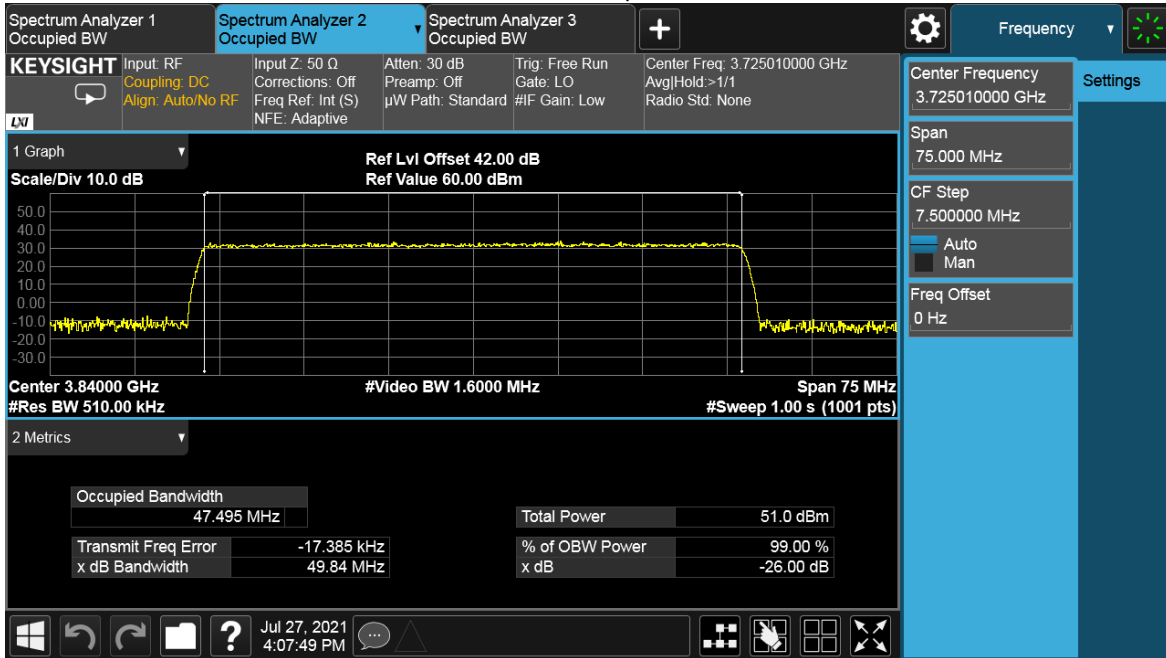 Spectrum Analyzer 1
Occupied BW
Spectrum Analyzer 2
Occupied BW
Spectrum Analyzer 3
Occupied BW
Frequency
KEYSIGHT
LXI
Input: RF
Coupling: DC
Align: Auto/No RF
Input Z: 50 Ω
Corrections: Off
Freq Ref: Int (S)
NFE: Adaptive
Atten: 30 dB
Preamp: Off
µW Path: Standard
Trig: Free Run
Gate: LO
#IF Gain: Low
Center Freq: 3.725010000 GHz
Avg|Hold:>1/1
Radio Std: None
Center Frequency
3.725010000 GHz
Settings
Span
75.000 MHz
CF Step
7.500000 MHz
Auto
Man
Freq Offset
0 Hz
1 Graph
Scale/Div 10.0 dB
Ref Lvl Offset 42.00 dB
Ref Value 60.00 dBm
50.0
40.0
30.0
20.0
10.0
0.00
-10.0
-20.0
-30.0
Center 3.84000 GHz
#Res BW 510.00 kHz
#Video BW 1.6000 MHz
Span 75 MHz
#Sweep 1.00 s (1001 pts)
2 Metrics
Occupied Bandwidth
47.495 MHz
Total Power 51.0 dBm
Transmit Freq Error -17.385 kHz
% of OBW Power 99.00 %
x dB Bandwidth 49.84 MHz
x dB -26.00 dB
?
Jul 27, 2021
4:07:49 PM